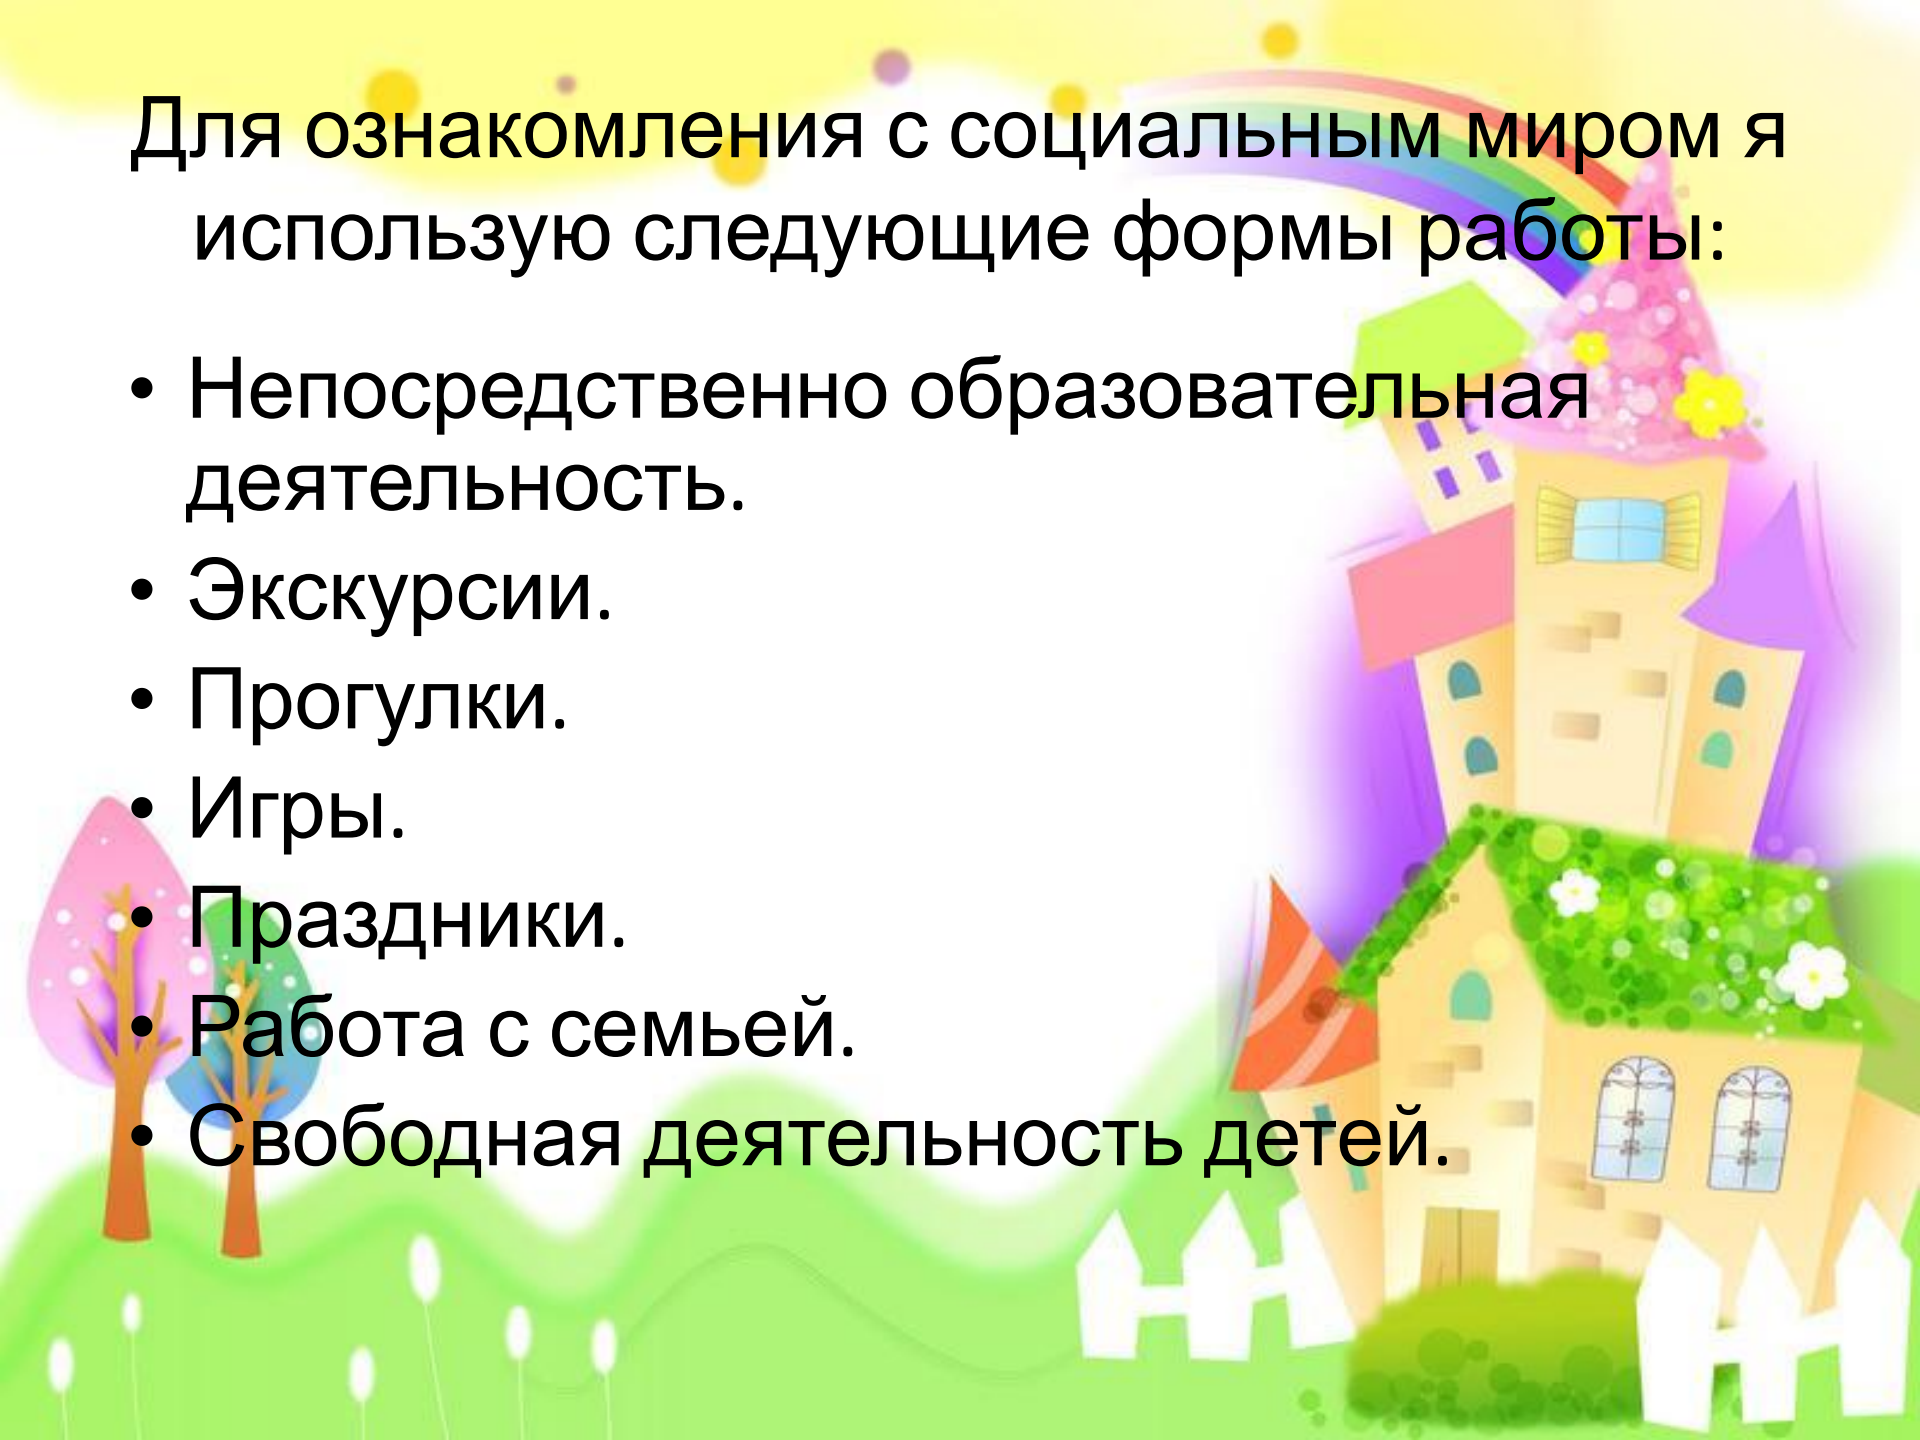 Для ознакомления с социальным миром я
использую следующие формы работы:
• Непосредственно образовательная
деятельность.
• Экскурсии.
• Прогулки.
• Игры.
• Праздники.
• Работа с семьей.
• Свободная деятельность детей.